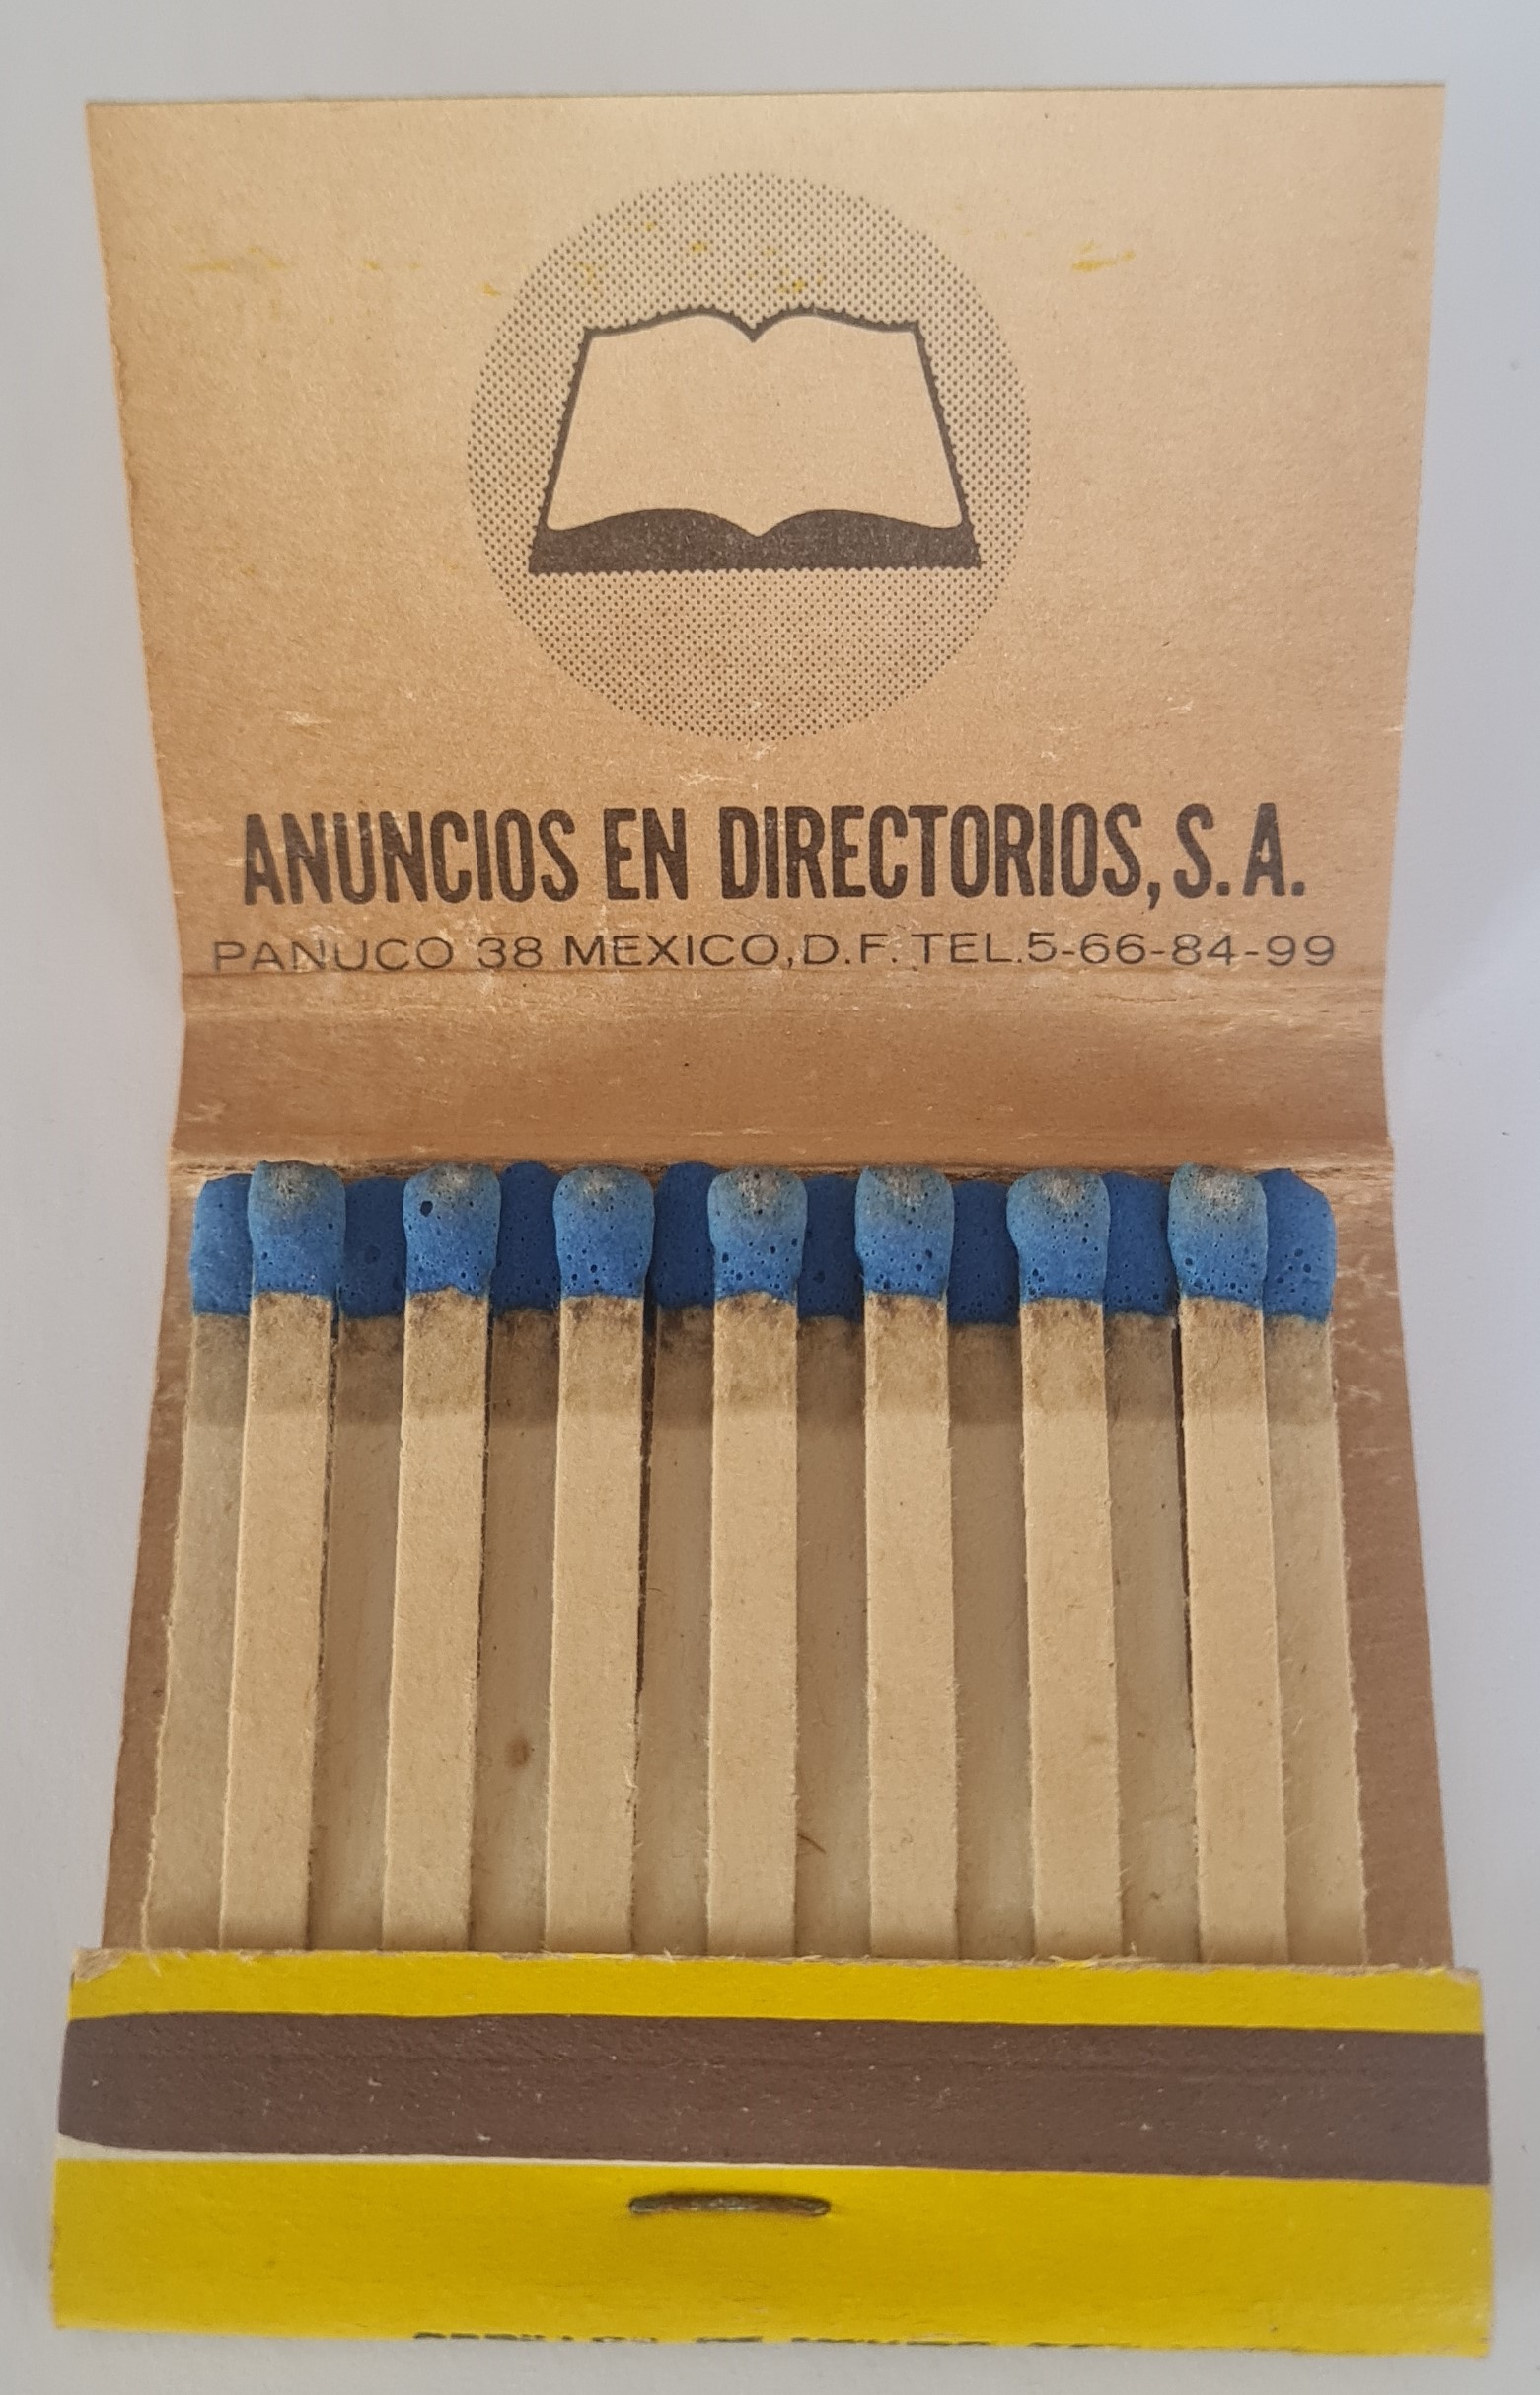 ANUNCIOS EN DIRECTORIOS, S. A.
PANUCO 38 MEXICO, D.F. TEL. 5-66-84-99